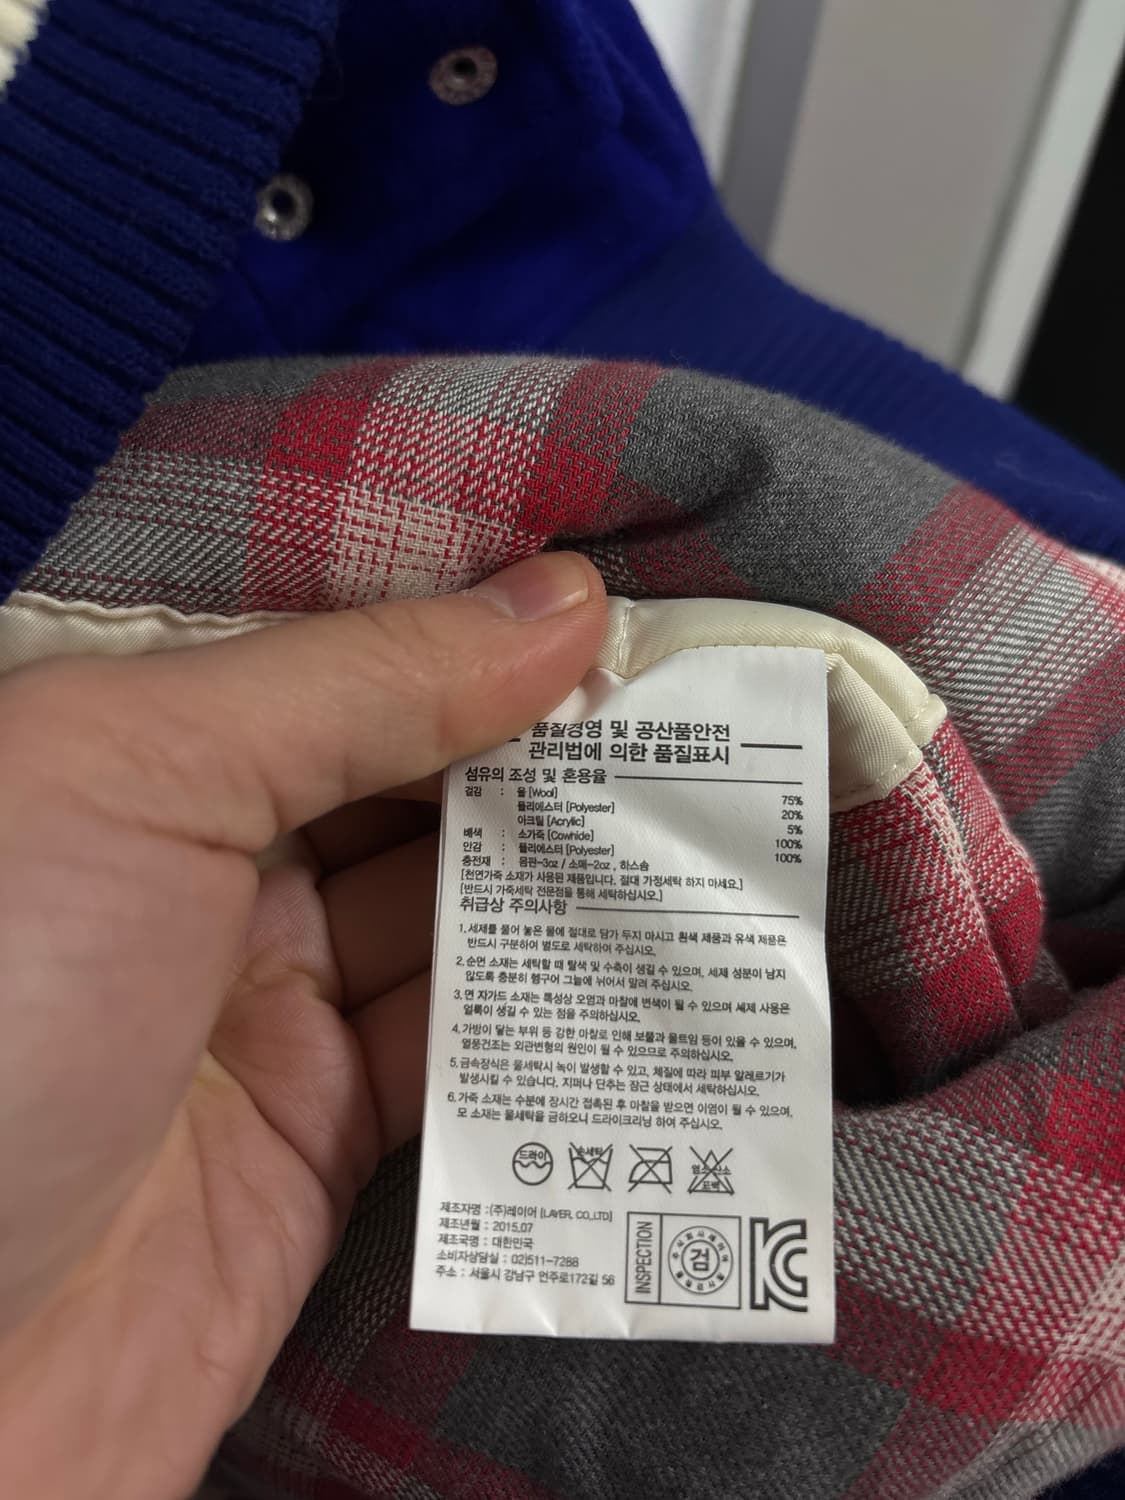 품질경영 및 공산품안전
관리법에 의한 품질표시
섬유의 조성 및 혼용율
겉감 : 울 [Wool] 75%
폴리에스터 [Polyester] 20%
아크릴 [Acrylic] 5%
배색 : 소가죽 [Cowhide] 100%
안감 : 폴리에스터 [Polyester] 100%
충전재 : 몸판-3oz / 소매-2oz , 하스솜
[천연가죽 소재가 사용된 제품입니다. 절대 가정세탁 하지 마세요.]
[반드시 가죽세탁 전문점을 통해 세탁하십시오.]
취급상 주의사항
1. 세제를 풀어 놓은 물에 절대로 담가 두지 마시고 흰색 제품과 유색 제품은
반드시 구분하여 별도로 세탁하여 주십시오.
2. 순면 소재는 세탁할 때 탈색 및 수축이 생길 수 있으며, 세제 성분이 남지
않도록 충분히 헹구어 그늘에 뉘어서 말려 주십시오.
3. 면 자가드 소재는 특성상 오염과 마찰에 변색이 될 수 있으며 세제 사용은
얼룩이 생길 수 있는 점을 주의하십시오.
4. 가방이 닿는 부위 등 강한 마찰로 인해 보풀과 올트임 등이 있을 수 있으며,
열풍건조는 외관변형의 원인이 될 수 있으므로 주의하십시오.
5. 금속장식은 물세탁시 녹이 발생할 수 있고, 체질에 따라 피부 알레르기가
발생시킬 수 있습니다. 지퍼나 단추는 잠근 상태에서 세탁하십시오.
6. 가죽 소재는 수분에 장시간 접촉된 후 마찰을 받으면 이염이 될 수 있으며,
모 소재는 물세탁을 금하오니 드라이크리닝 하여 주십시오.
드라이 손세탁 염소 산소
표백
제조자명 : (주)레이어 [LAYER. CO.,LTD]
제조년월 : 2015.07
제조국명 : 대한민국
소비자상담실 : 02)511-7288
주소 : 서울시 강남구 언주로172길 56
INSPECTION
검
KC